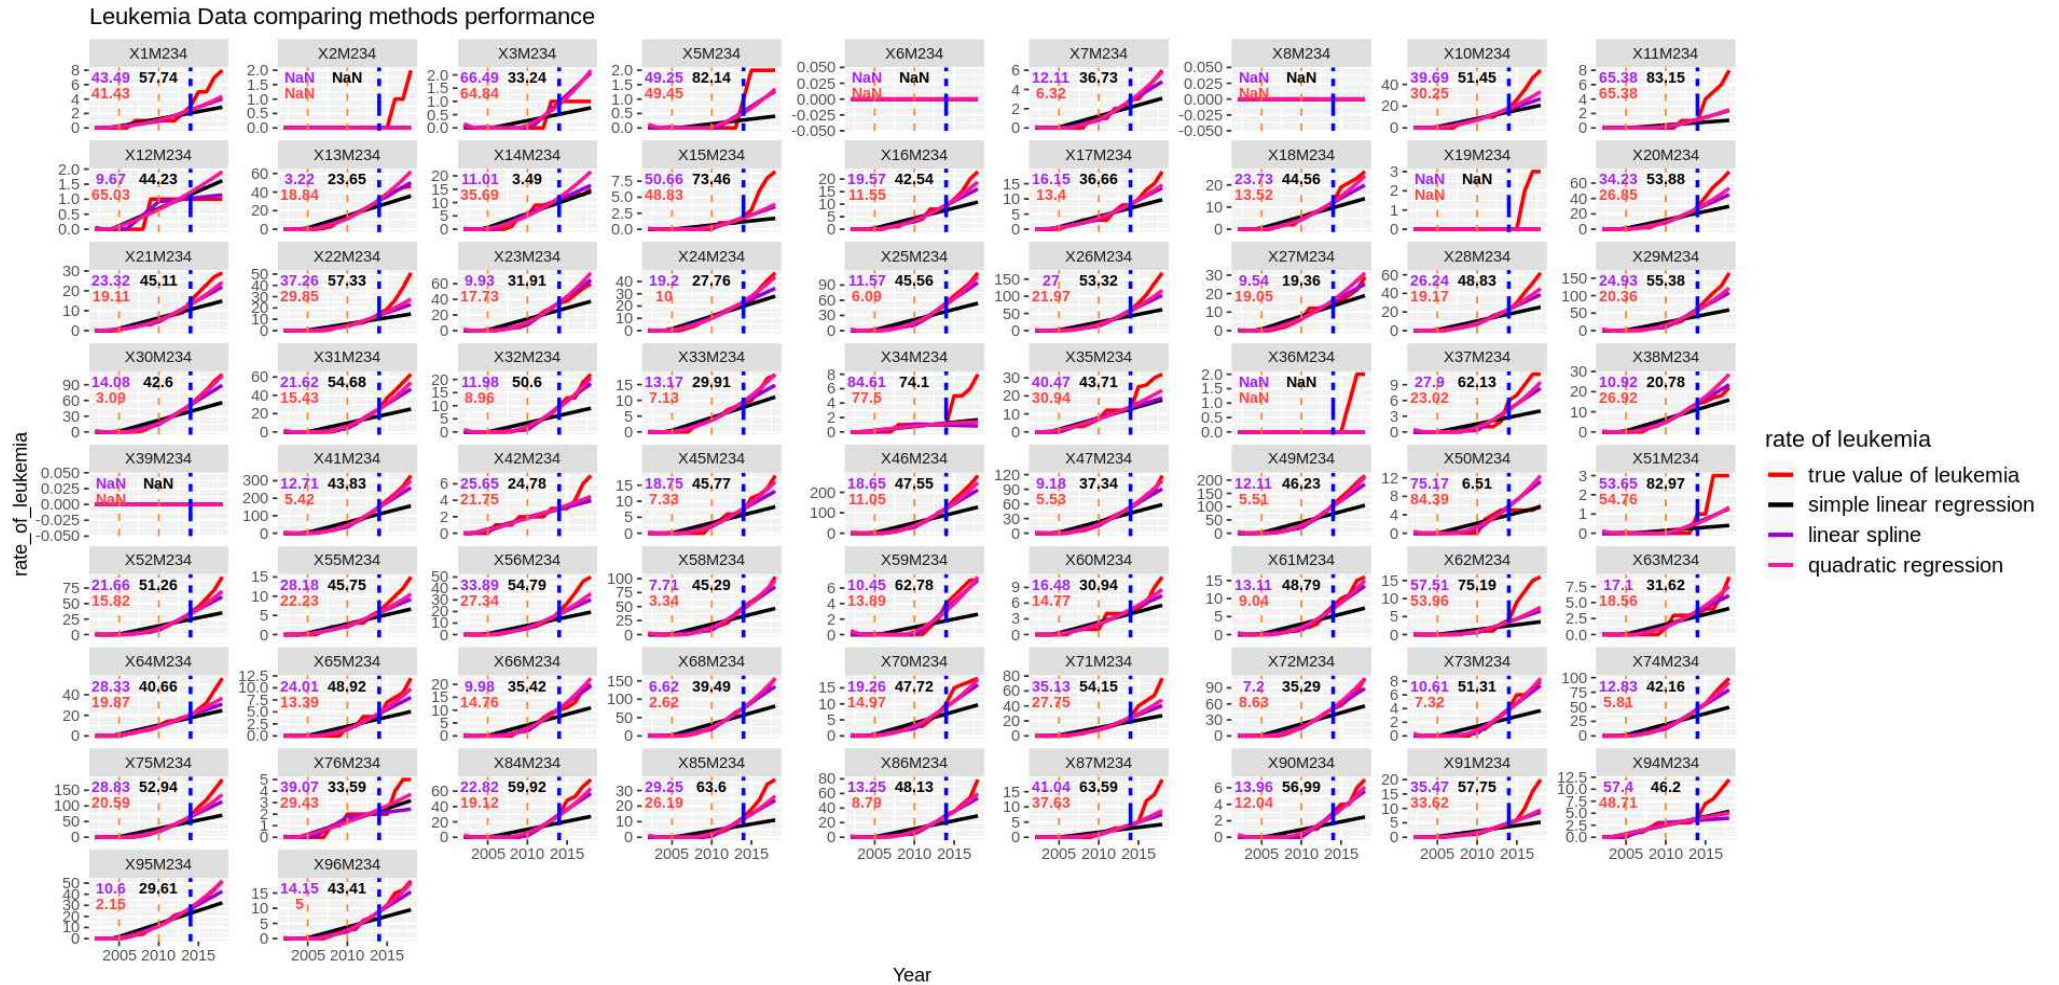 Leukemia Data comparing methods performance
X1M234 X2M234 X3M234 X5M234 X6M234 X7M234 X8M234 X10M234 X11M234
43.49 57.74 NaN NaN 66.49 33.24 49.25 82.14 NaN NaN 12.11 36.73 NaN NaN 39.69 51.45 65.38 83.15
41.43 NaN 64.84 49.45 NaN 6.32 NaN 30.25 65.38
X12M234 X13M234 X14M234 X15M234 X16M234 X17M234 X18M234 X19M234 X20M234
9.67 44.23 3.22 23.65 11.01 3.49 50.66 73.46 19.57 42.54 16.15 36.66 23.73 44.56 NaN NaN 34.23 53.88
65.03 18.84 35.69 48.83 11.55 13.4 13.52 NaN 26.85
X21M234 X22M234 X23M234 X24M234 X25M234 X26M234 X27M234 X28M234 X29M234
23.32 45.11 37.26 57.33 9.93 31.91 19.2 27.76 11.57 45.56 27 53.32 9.54 19.36 26.24 48.83 24.93 55.38
19.11 29.85 17.73 10 6.09 21.97 19.05 19.17 20.36
X30M234 X31M234 X32M234 X33M234 X34M234 X35M234 X36M234 X37M234 X38M234
14.08 42.6 21.62 54.68 11.98 50.6 13.17 29.91 84.61 74.1 40.47 43.71 NaN NaN 27.9 62.13 10.92 20.78
3.09 15.43 8.96 7.13 77.5 30.94 NaN 23.02 26.92
X39M234 X41M234 X42M234 X45M234 X46M234 X47M234 X49M234 X50M234 X51M234
NaN NaN 12.71 43.83 25.65 24.78 18.75 45.77 18.65 47.55 9.18 37.34 12.11 46.23 75.17 6.51 53.65 82.97
NaN 5.42 21.75 7.33 11.05 5.53 5.51 84.39 54.76
X52M234 X55M234 X56M234 X58M234 X59M234 X60M234 X61M234 X62M234 X63M234
21.66 51.26 28.18 45.75 33.89 54.79 7.71 45.29 10.45 62.78 16.48 30.94 13.11 48.79 57.51 75.19 17.1 31.62
15.82 22.23 27.34 3.34 13.89 14.77 9.04 53.96 18.56
X64M234 X65M234 X66M234 X68M234 X70M234 X71M234 X72M234 X73M234 X74M234
28.33 40.66 24.01 48.92 9.98 35.42 6.62 39.49 19.26 47.72 35.13 54.15 7.2 35.29 10.61 51.31 12.83 42.16
19.87 13.39 14.76 2.62 14.97 27.75 8.63 7.32 5.81
X75M234 X76M234 X84M234 X85M234 X86M234 X87M234 X90M234 X91M234 X94M234
28.83 52.94 39.07 33.59 22.82 59.92 29.25 63.6 13.25 48.13 41.04 63.59 13.96 56.99 35.47 57.75 57.4 46.2
20.59 29.43 19.12 26.19 8.79 37.63 12.04 33.62 48.71
2005 2010 2015 2005 2010 2015 2005 2010 2015 2005 2010 2015 2005 2010 2015 2005 2010 2015 2005 2010 2015
X95M234 X96M234
10.6 29.61 14.15 43.41
2.15 5
2005 2010 2015 2005 2010 2015
Year
rate_of_leukemia
rate of leukemia
true value of leukemia
simple linear regression
linear spline
quadratic regression